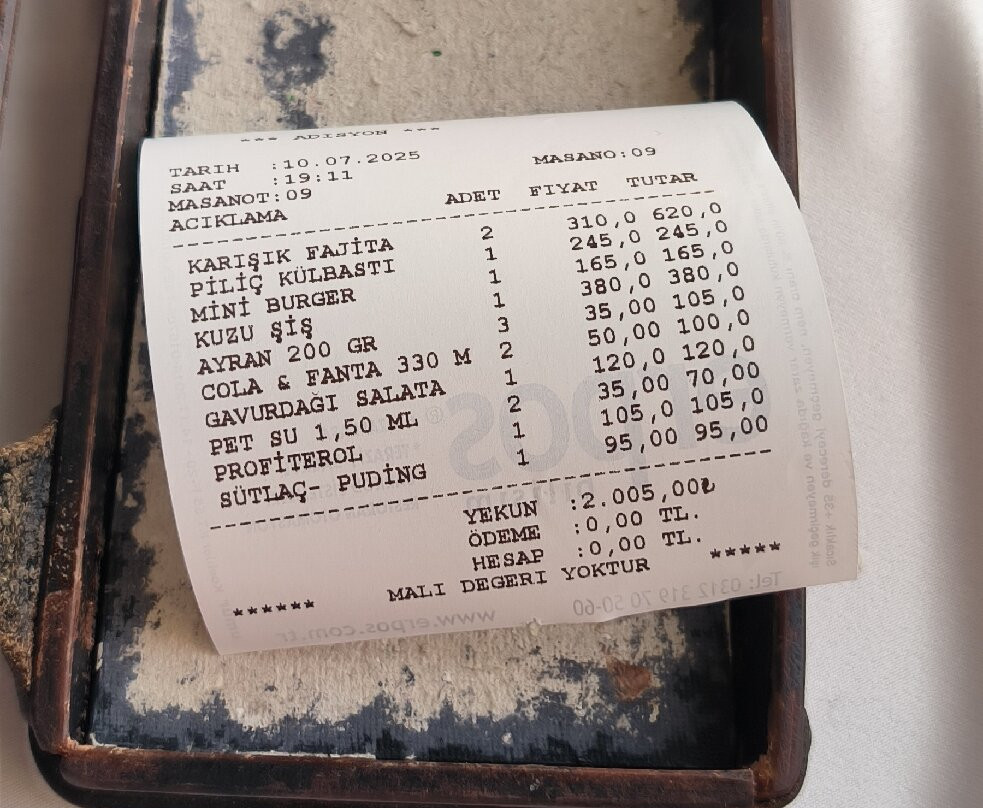 *** ADISYON ***
TARIH :10.07.2025
SAAT :19:11 MASANO:09
MASANOT:09
ACIKLAMA ADET FIYAT TUTAR
KARIŞIK FAJİTA 2 310,0 620,0
PİLİÇ KÜLBASTI 1 245,0 245,0
MİNİ BURGER 1 165,0 165,0
KUZU ŞİŞ 1 380,0 380,0
AYRAN 200 GR 3 35,00 105,0
COLA & FANTA 330 M 2 50,00 100,0
GAVURDAĞI SALATA 1 120,0 120,0
PET SU 1,50 ML 2 35,00 70,00
PROFİTEROL 1 105,0 105,0
SÜTLAÇ- PUDİNG 1 95,00 95,00
YEKUN :2.005,00₺
ÖDEME :0,00 TL.
HESAP :0,00 TL.
****** MALI DEGERI YOKTUR *****
erpos
bilişim
www.erpos.com.tr
Tel: 0312 319 70 50-60